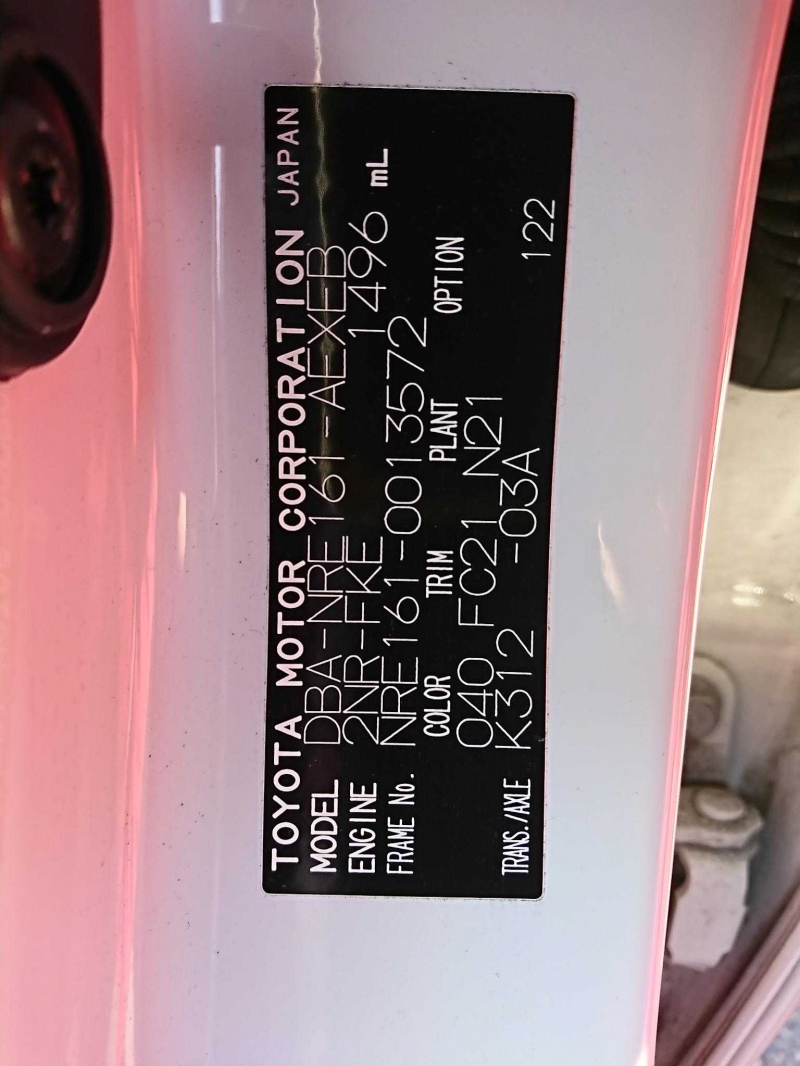 TOYOTA MOTOR CORPORATION JAPAN
MODEL DBA-NRE161-AEXEB
ENGINE 2NR-FKE 1496 mL
FRAME No. NRE161-0013572
COLOR TRIM PLANT OPTION
040 FC21 N21
TRANS./AXLE K312 -03A 122